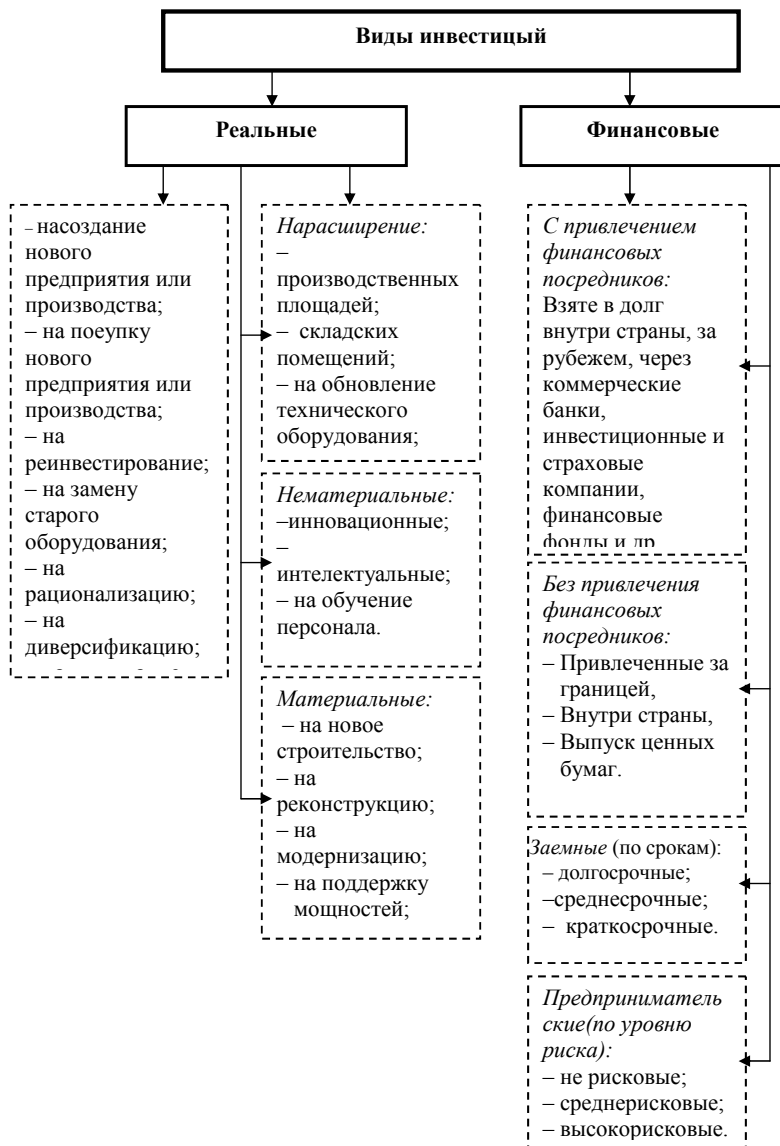 Виды инвестицый
Реальные
Финансовые
– насоздание
нового
предприятия или
производства;
– на поеупку
нового
предприятия или
производства;
– на
реинвестирование;
– на замену
старого
оборудования;
– на
рационализацию;
– на
диверсификацию;
Нарасширение:
–
производственных
площадей;
– складских
помещений;
– на обновление
технического
оборудования;
Нематериальные:
–инновационные;
–
интелектуальные;
– на обучение
персонала.
Материальные:
– на новое
строительство;
– на
реконструкцию;
– на
модернизацию;
– на поддержку
мощностей;
С привлечением
финансовых
посредников:
Взяте в долг
внутри страны, за
рубежем, через
коммерческие
банки,
инвестиционные и
страховые
компании,
финансовые
фонды и др
Без привлечения
финансовых
посредников:
– Привлеченные за
границей,
– Внутри страны,
– Выпуск ценных
бумаг.
Заемные (по срокам):
– долгосрочные;
–среднесрочные;
– краткосрочные.
Предприниматель
ские(по уровню
риска):
– не рисковые;
– среднерисковые;
– высокорисковые.